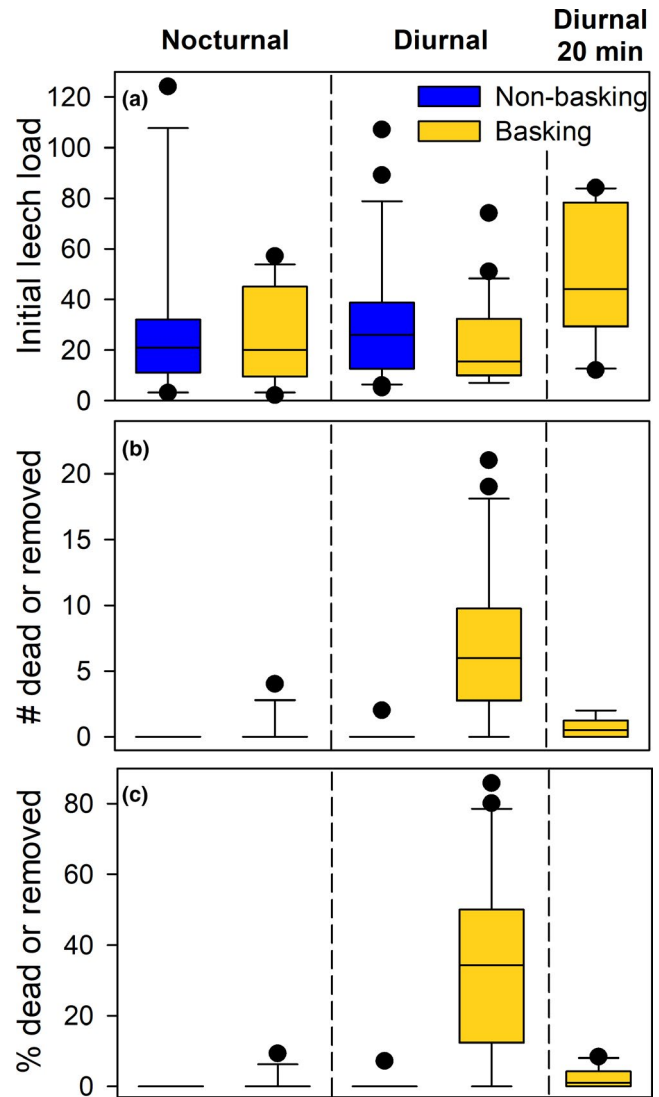 Nocturnal Diurnal Diurnal
20 min
(a)
Non-basking
Basking
Initial leech load
120
100
80
60
40
20
0
(b)
# dead or removed
20
15
10
5
0
(c)
% dead or removed
80
60
40
20
0